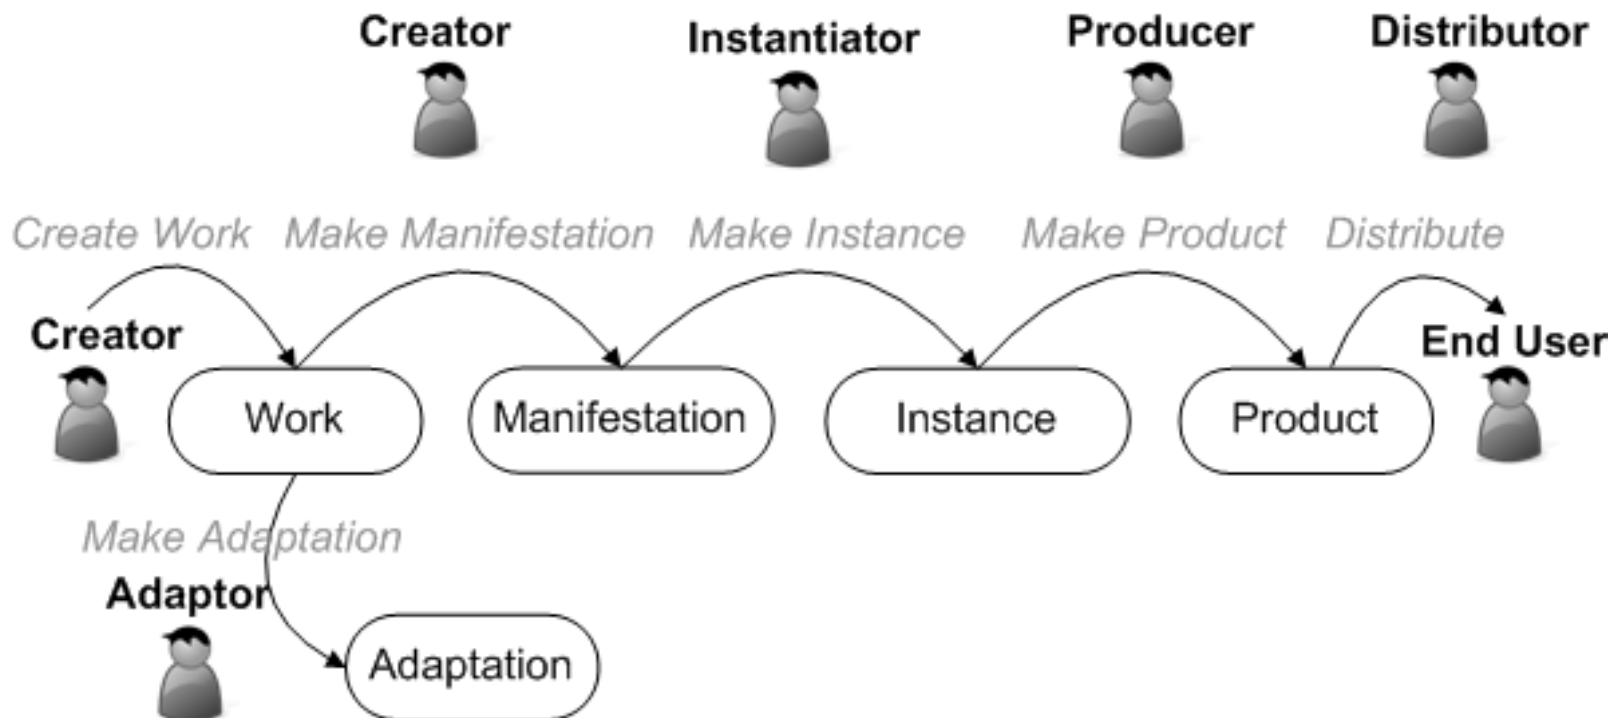 Creator
Instantiator
Producer
Distributor
Create Work
Make Manifestation
Make Instance
Make Product
Distribute
Creator
End User
Work
Manifestation
Instance
Product
Make Adaptation
Adaptor
Adaptation